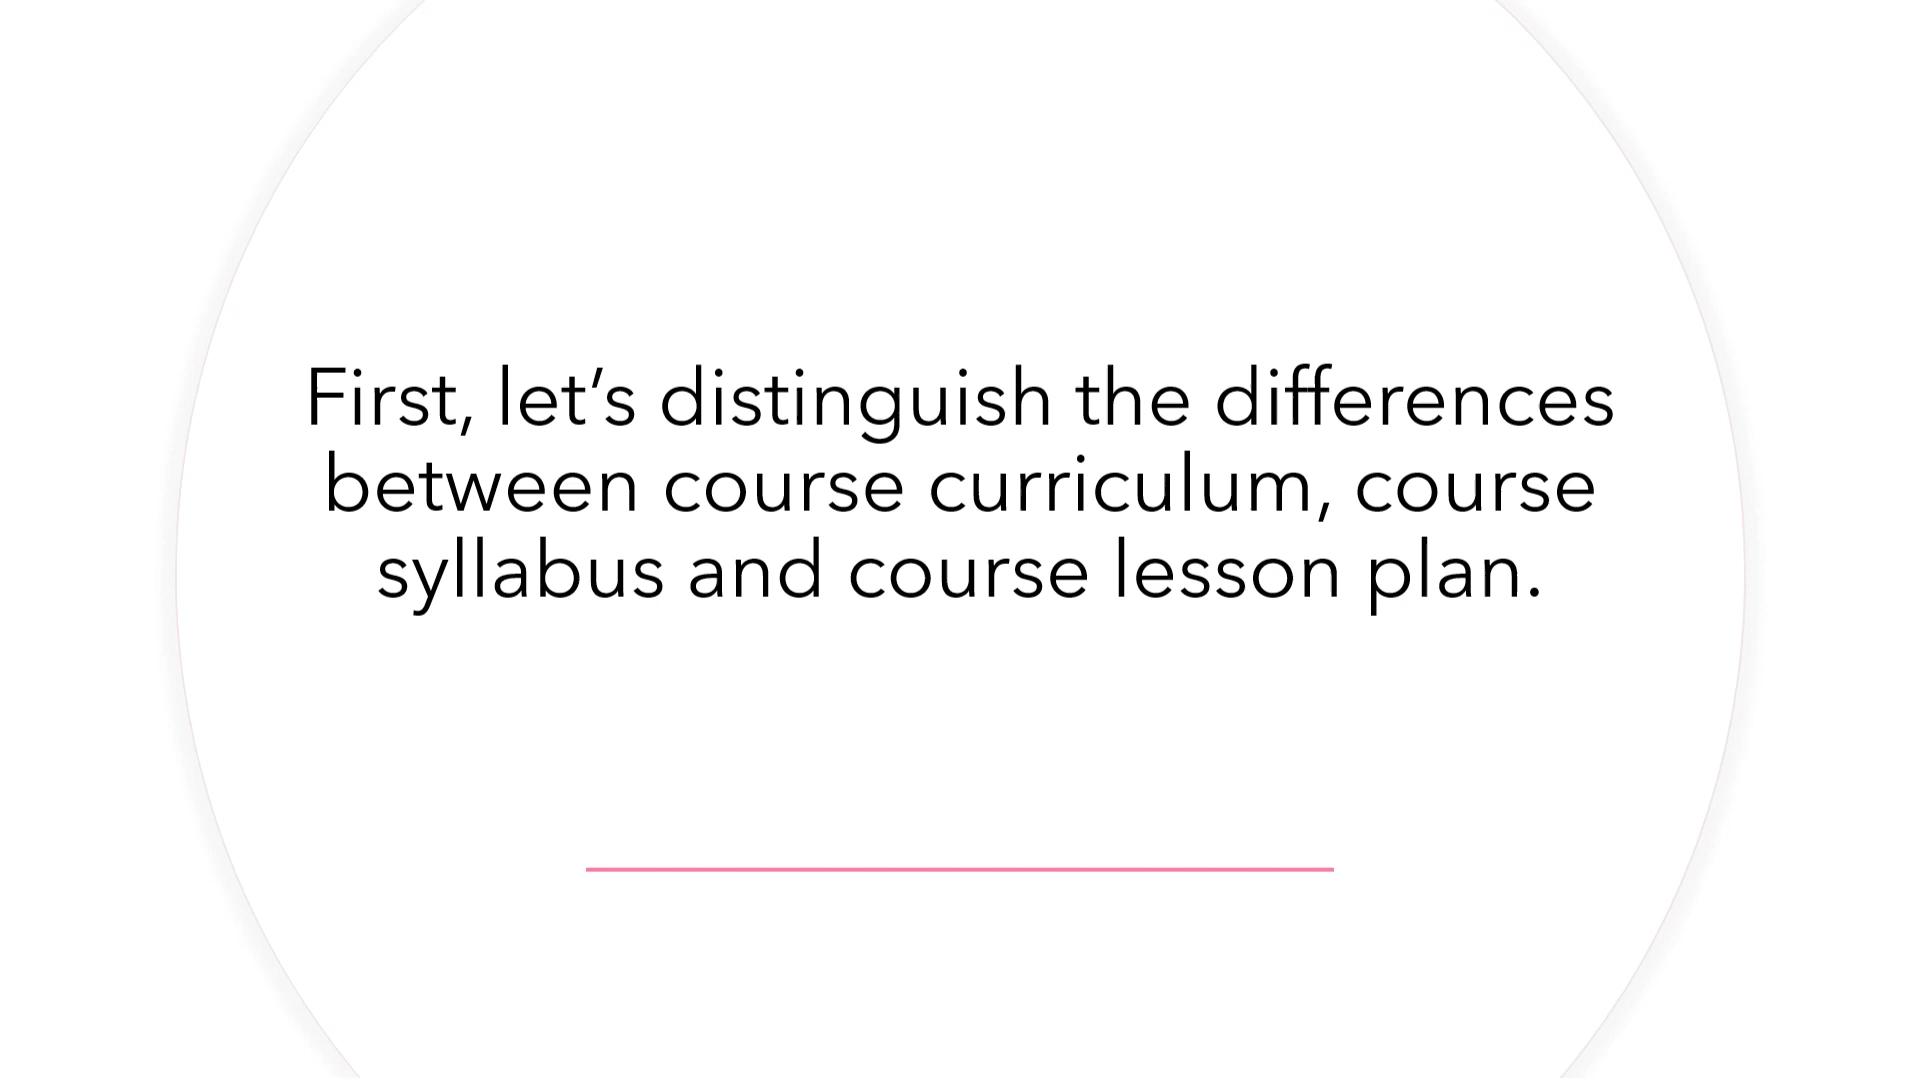 First, let’s distinguish the differences
between course curriculum, course
syllabus and course lesson plan.